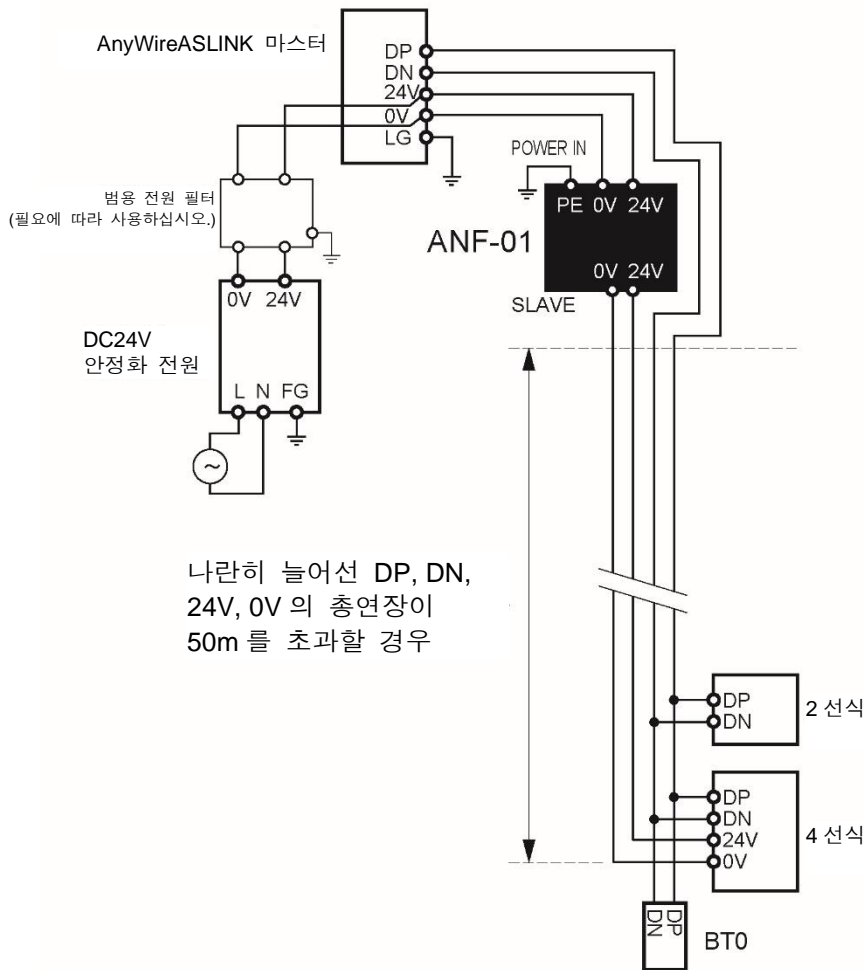 AnyWireASLINK 마스터
DP
DN
24V
0V
LG
POWER IN
PE 0V 24V
ANF-01
0V 24V
SLAVE
범용 전원 필터
(필요에 따라 사용하십시오.)
0V 24V
DC24V
안정화 전원
L N FG
~
나란히 늘어선 DP, DN,
24V, 0V 의 총연장이
50m 를 초과할 경우
DP
DN
2 선식
DP
DN
24V
0V
4 선식
DN
DP
BT0